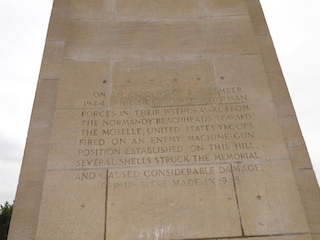 ON
1944,
FORCES IN THEIR WITHDRAWAL FROM
THE NORMANDY BEACHHEADS TOWARD
THE MOSELLE, UNITED STATES TROOPS
FIRED ON AN ENEMY MACHINE-GUN
POSITION ESTABLISHED ON THIS HILL.
SEVERAL SHELLS STRUCK THE MEMORIAL
AND CAUSED CONSIDERABLE DAMAGE.
WERE MADE IN